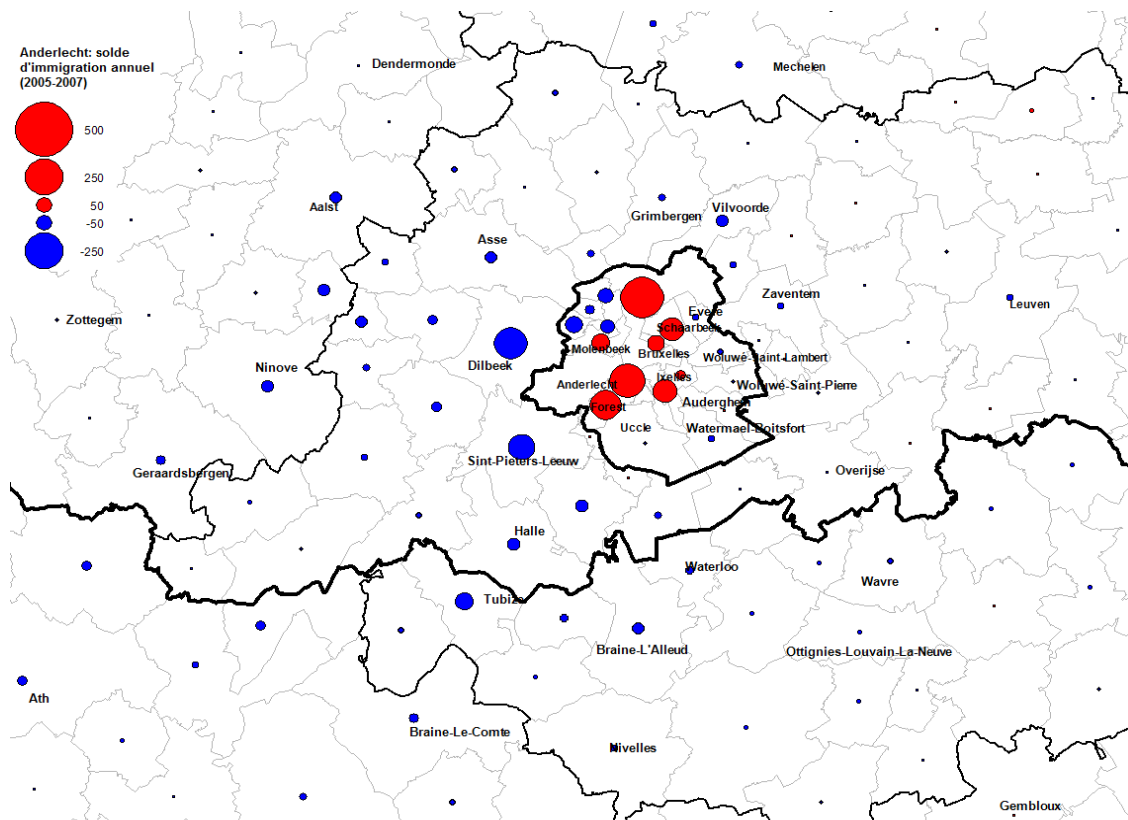 Anderlecht: solde
d'immigration annuel
(2005-2007)
500
250
50
-50
-250
Dendermonde
Mechelen
Aalst
Grimbergen
Vilvoorde
Asse
Zottegem
Zaventem
Leuven
Evere
Schaarbeek
Molenbeek
Bruxelles
Woluwé-Saint-Lambert
Dilbeek
Ninove
Ixelles
Anderlecht
Woluwé-Saint-Pierre
Forest
Auderghem
Uccle
Watermael-Boitsfort
Sint-Pieters-Leeuw
Geraardsbergen
Overijse
Halle
Waterloo
Wavre
Tubize
Braine-L'Alleud
Ottignies-Louvain-La-Neuve
Ath
Braine-Le-Comte
Nivelles
Gembloux